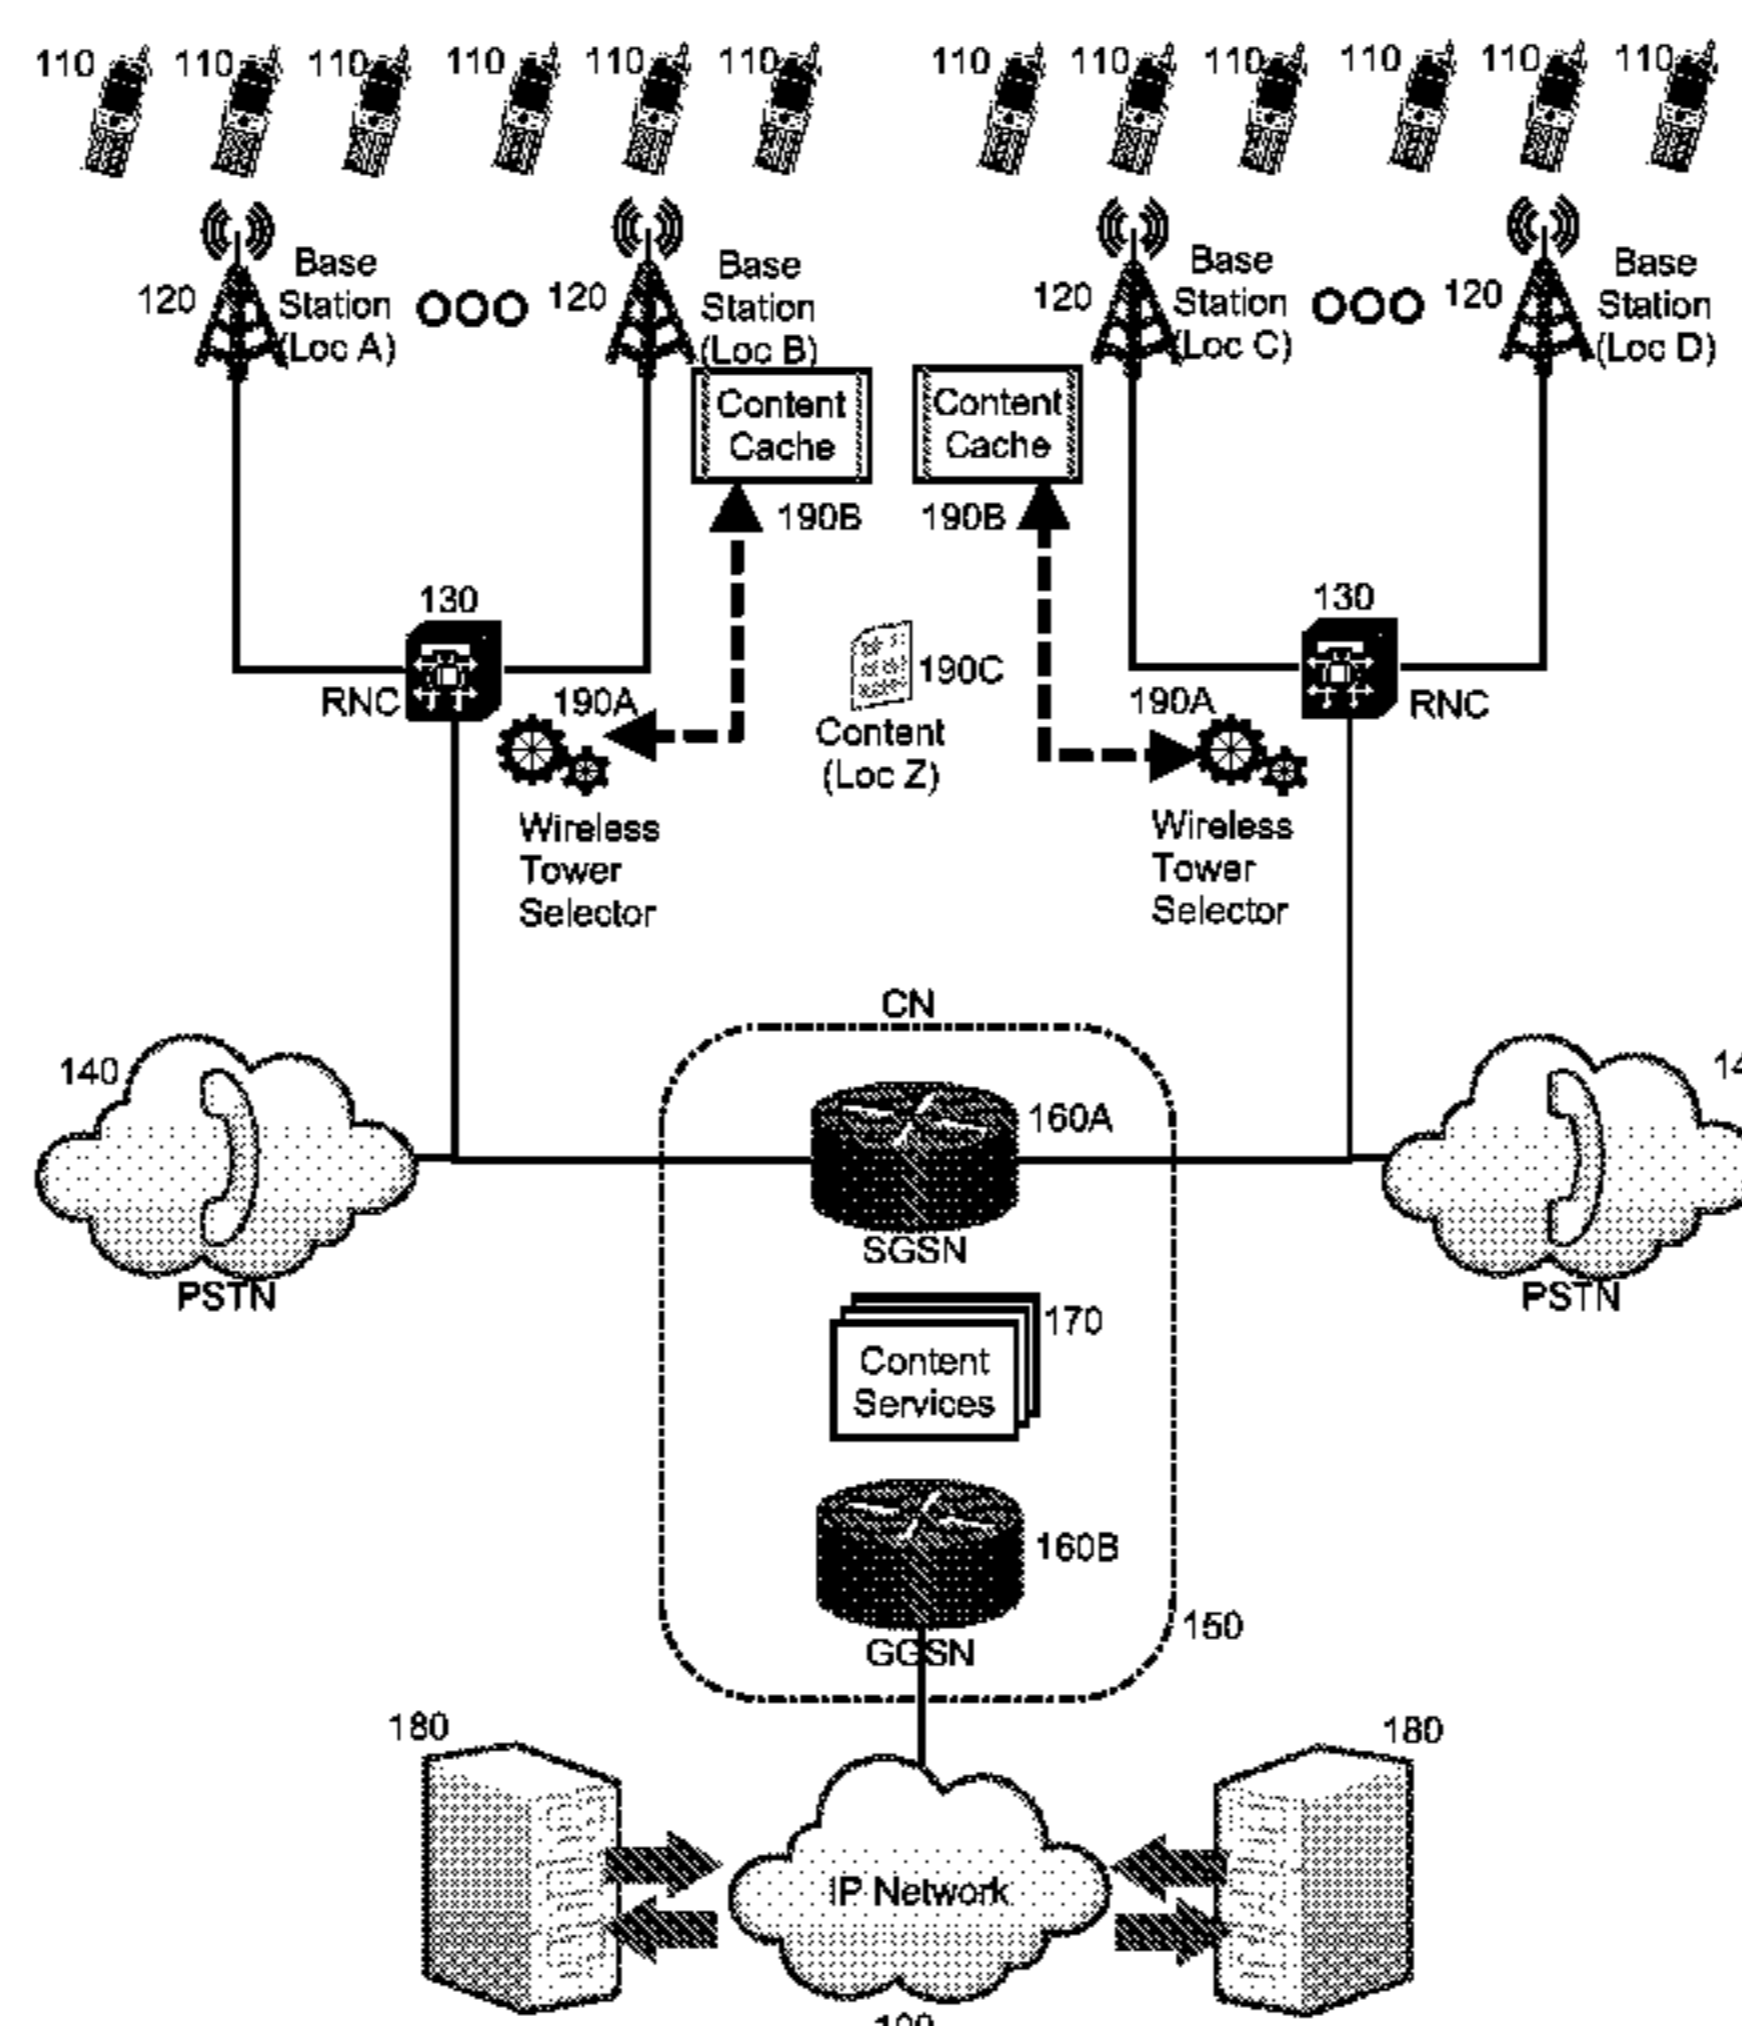 110 110 110 110 110 110 110 110 110 110 110 110
120 Base Station (Loc A)
120 Base Station (Loc B)
120 Base Station (Loc C)
120 Base Station (Loc D)
Content
Cache
190B
Content
Cache
190B
130
RNC
130
RNC
190A
Wireless
Tower
Selector
190C
Content
(Loc Z)
190A
Wireless
Tower
Selector
CN
140
PSTN
160A
SGSN
PSTN
170
Content
Services
160B
GGSN
150
180
180
IP Network